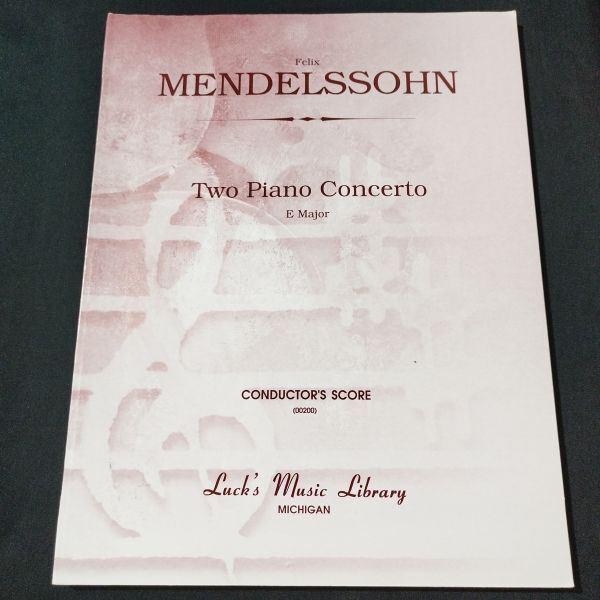 Felix
MENDELSSOHN
Two Piano Concerto
E Major
CONDUCTOR'S SCORE
(00200)
Luck's Music Library
MICHIGAN